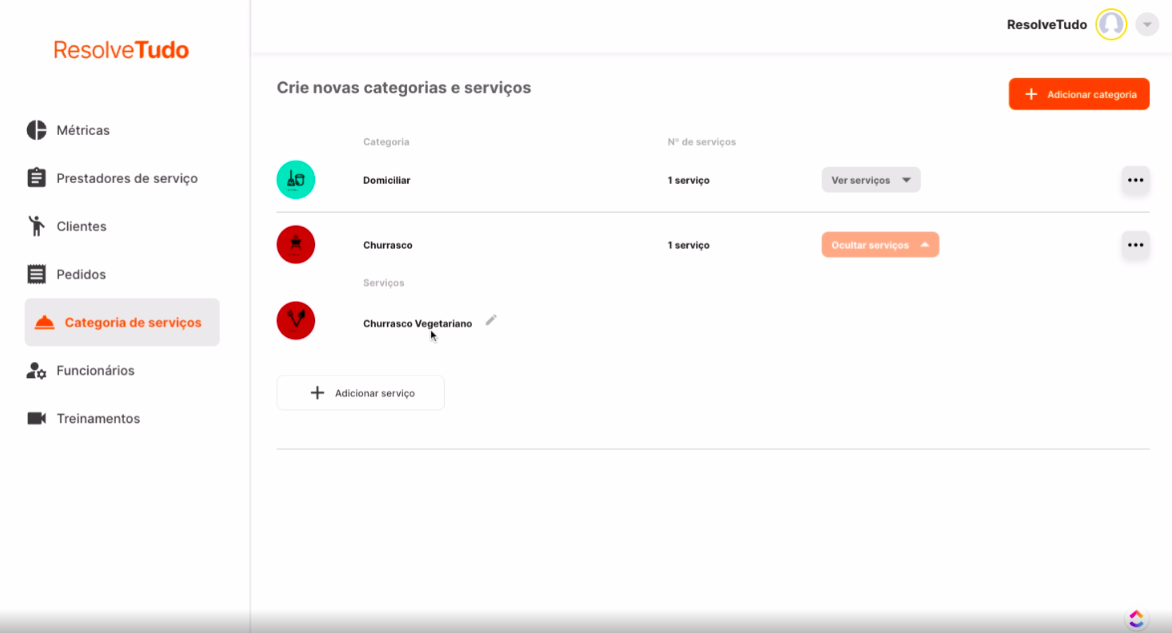 ResolveTudo
ResolveTudo
Métricas
Prestadores de serviço
Clientes
Pedidos
Categoria de serviços
Funcionários
Treinamentos
Crie novas categorias e serviços
Adicionar categoria
Categoria
Nº de serviços
Domiciliar
1 serviço
Ver serviços
Churrasco
1 serviço
Ocultar serviços
Serviços
Churrasco Vegetariano
Adicionar serviço